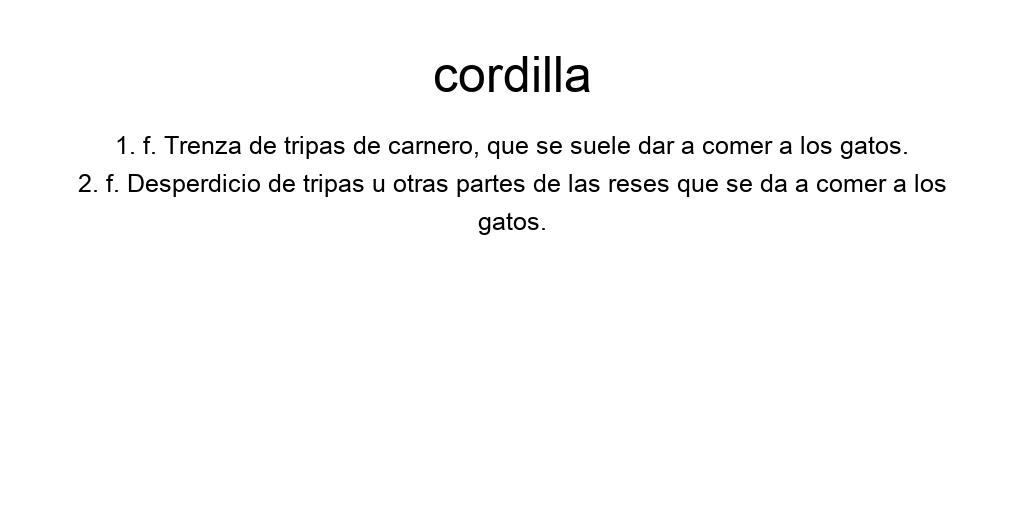 cordilla
1. f. Trenza de tripas de carnero, que se suele dar a comer a los gatos.
2. f. Desperdicio de tripas u otras partes de las reses que se da a comer a los
gatos.